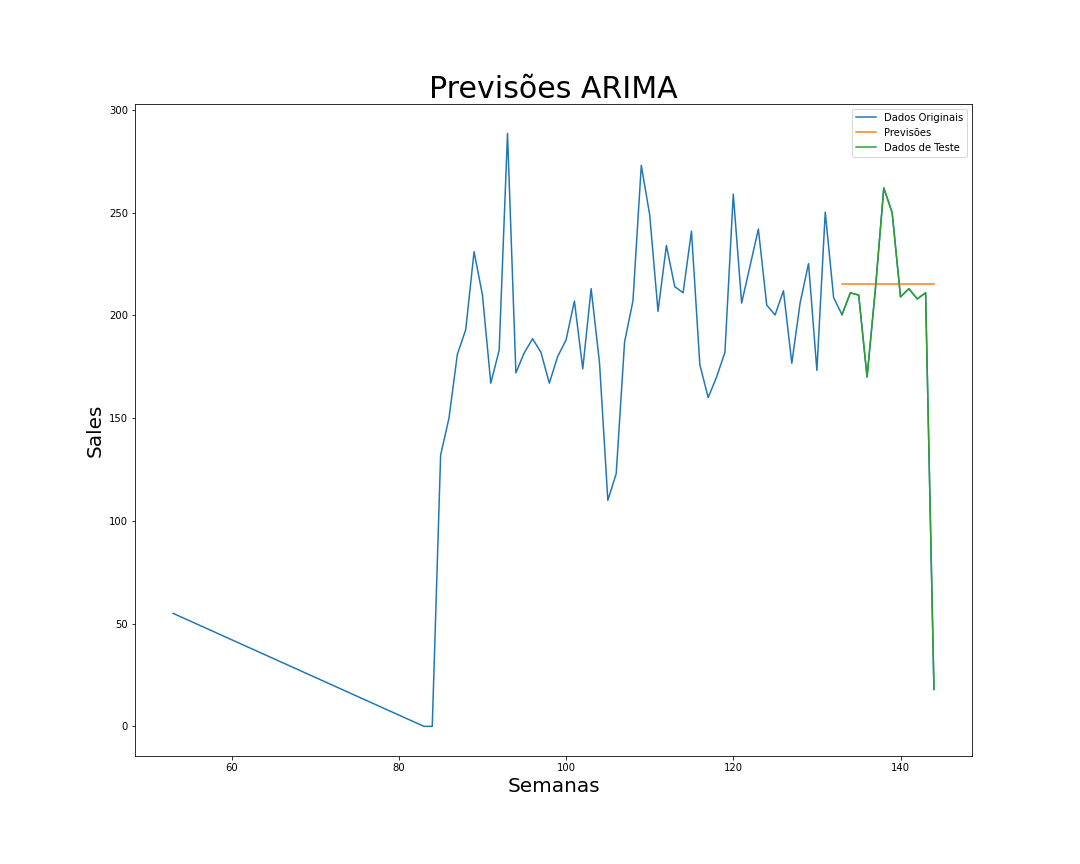 Previsões ARIMA
Dados Originais
Previsões
Dados de Teste
300
250
200
150
100
50
0
Sales
60 80 100 120 140
Semanas